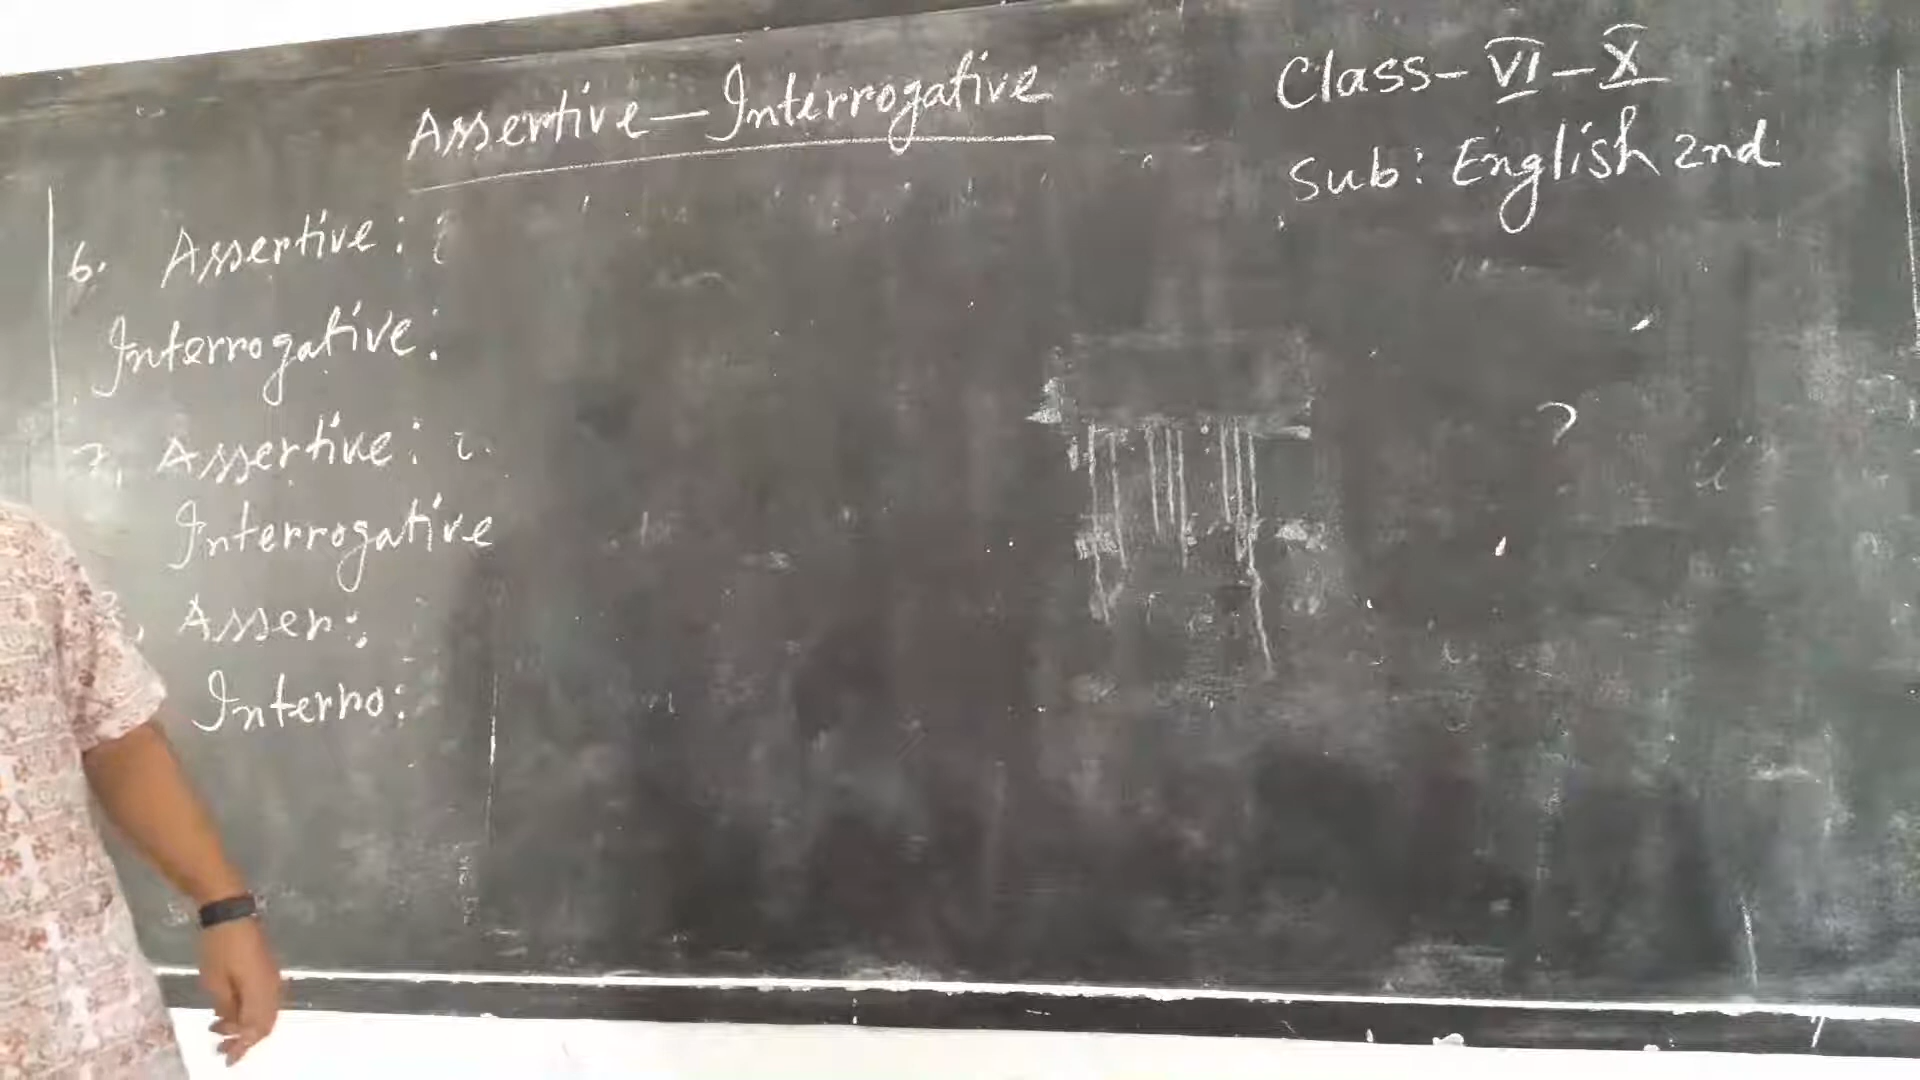 Assertive – Interrogative
Class – VI – X
Sub: English 2nd
6. Assertive:
Interrogative:
7. Assertive:
Interrogative
Asser:
Interro: